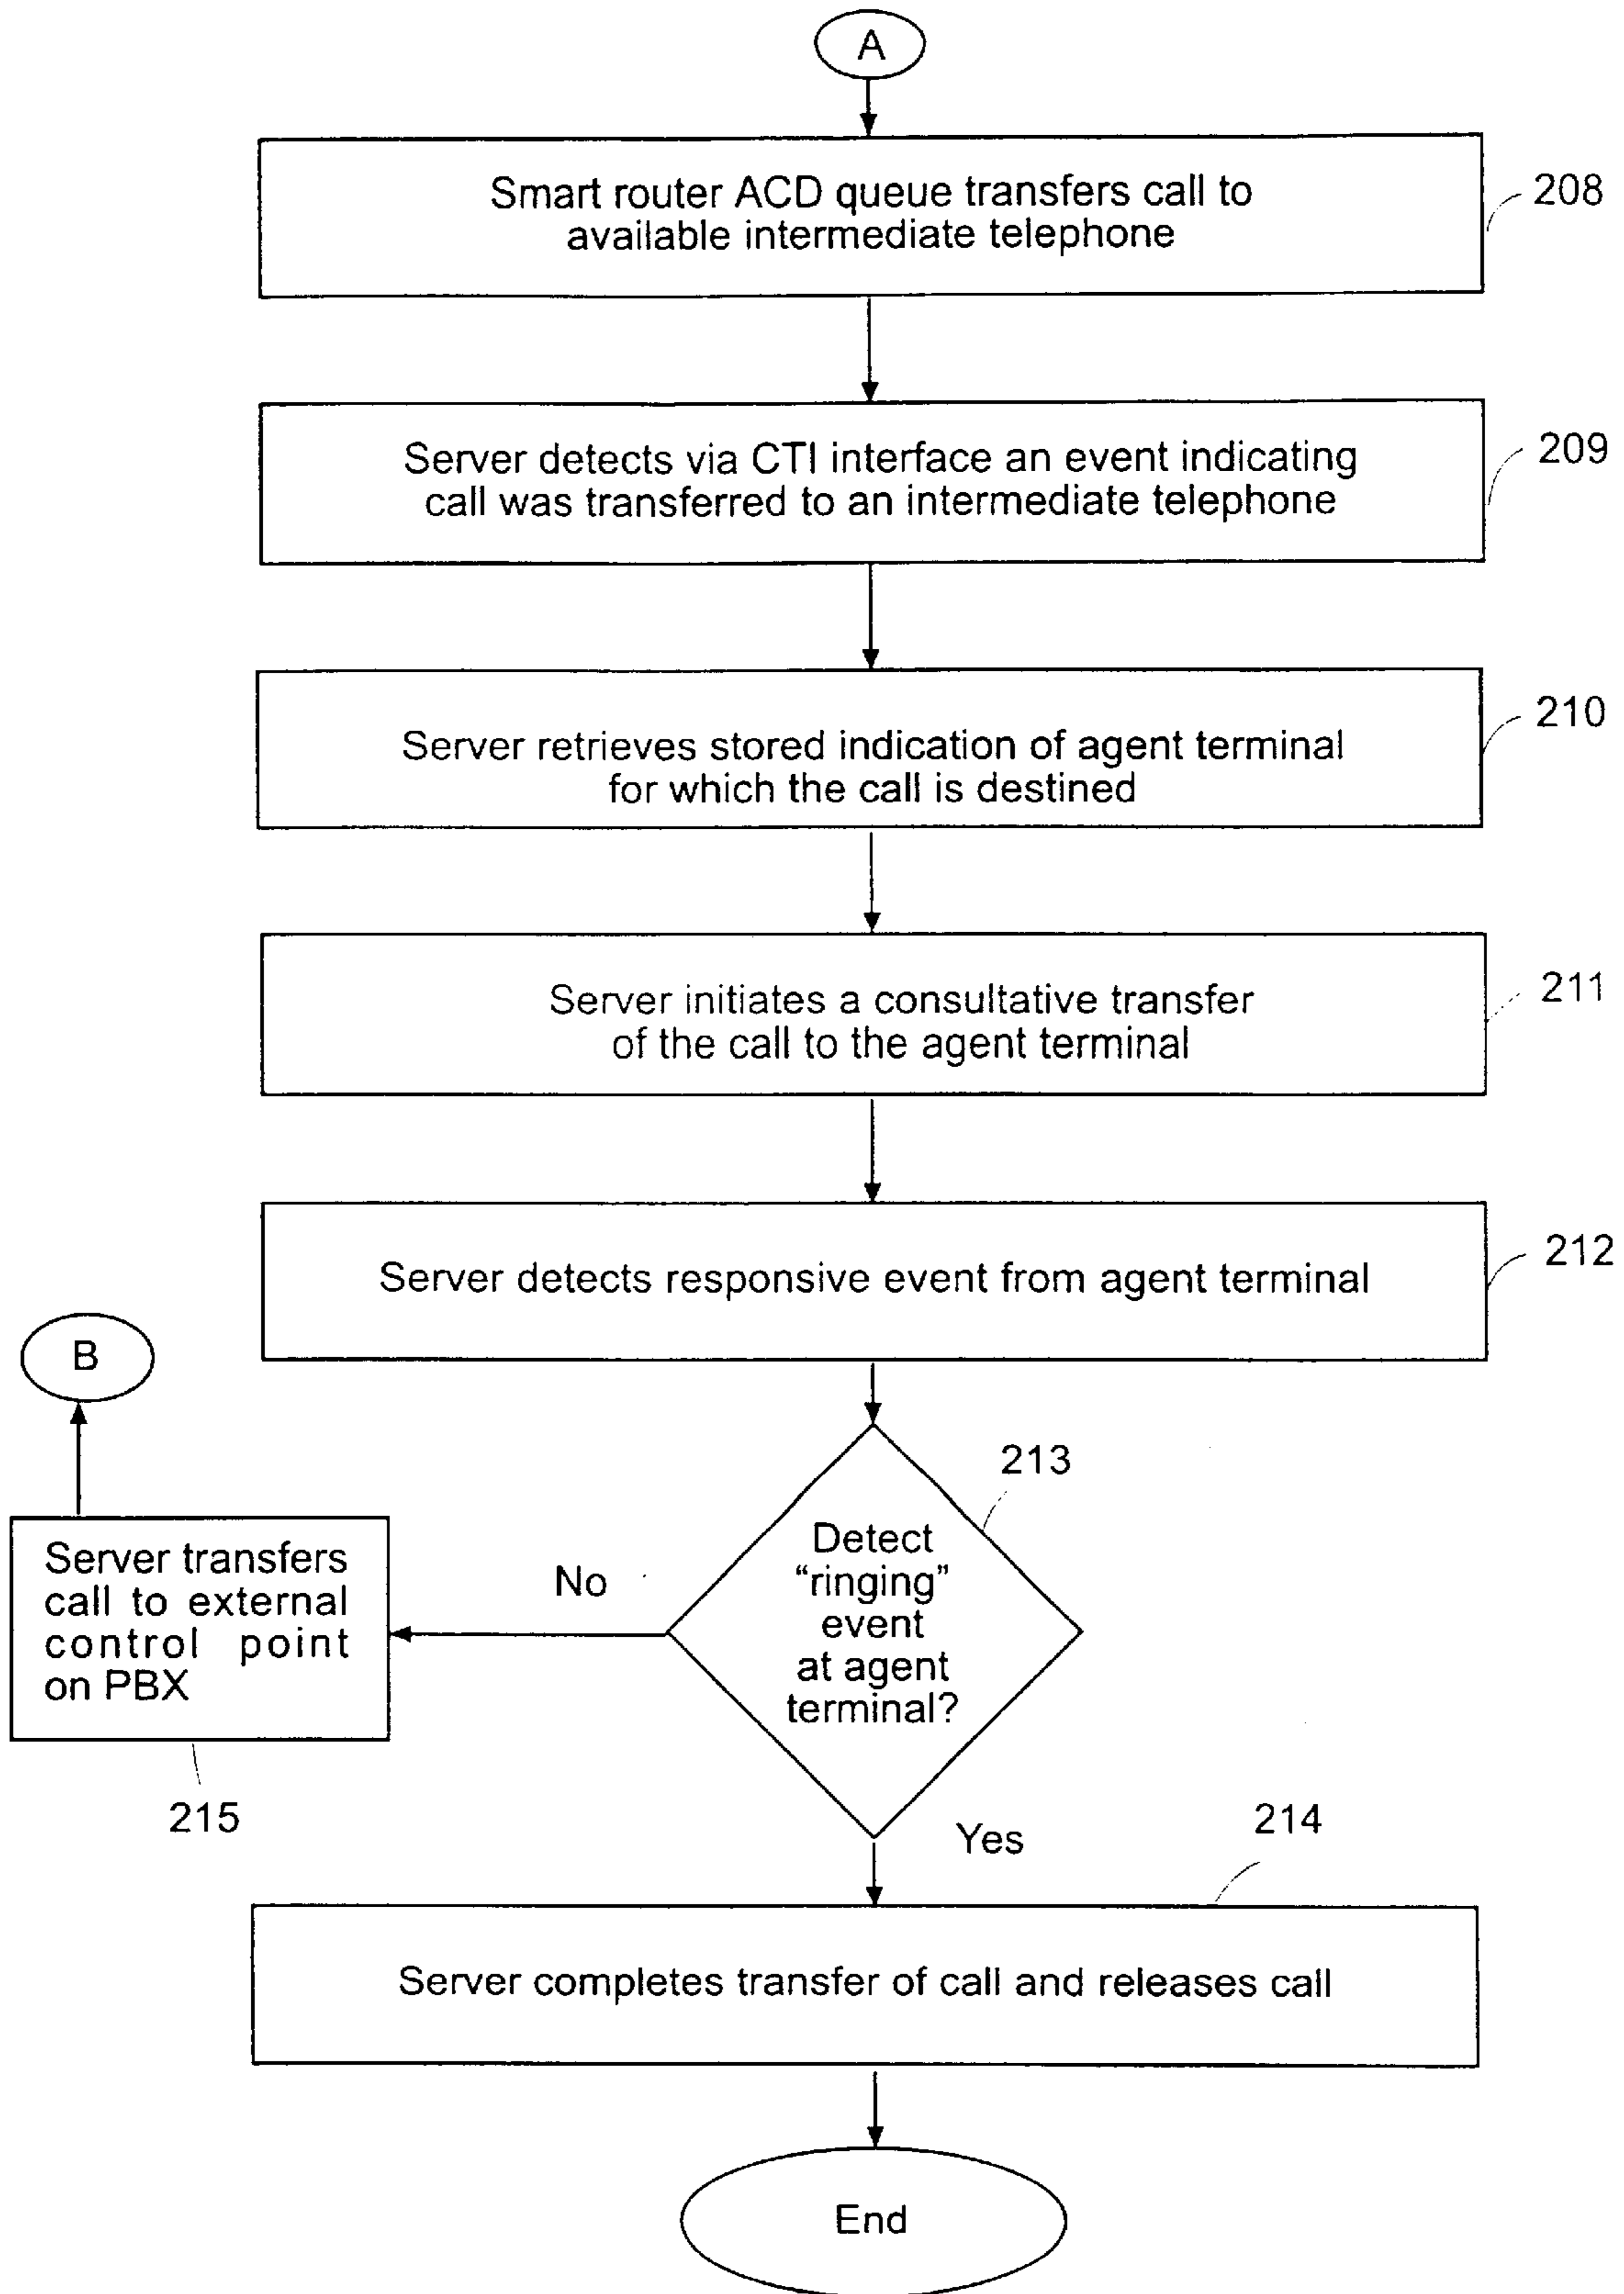 A
Smart router ACD queue transfers call to
available intermediate telephone
208
Server detects via CTI interface an event indicating
call was transferred to an intermediate telephone
209
Server retrieves stored indication of agent terminal
for which the call is destined
210
Server initiates a consultative transfer
of the call to the agent terminal
211
Server detects responsive event from agent terminal
212
B
213
Detect
“ringing”
event
at agent
terminal?
No
Server transfers
call to external
control point
on PBX
215
Yes
214
Server completes transfer of call and releases call
End